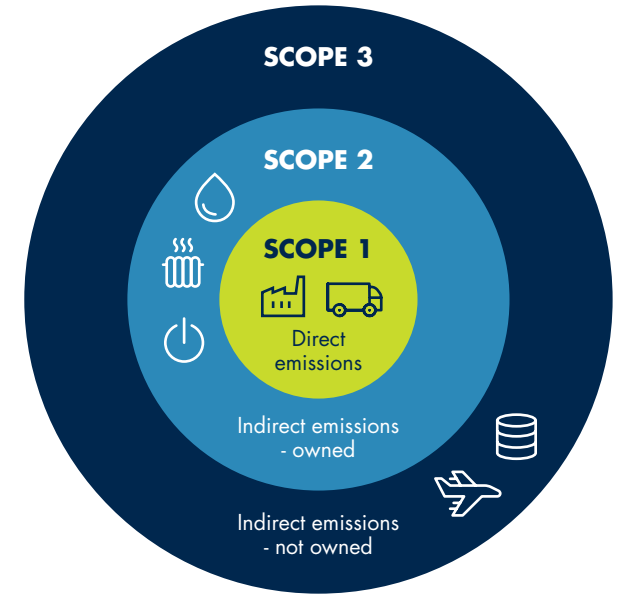 SCOPE 3
SCOPE 2
SCOPE 1
Direct
emissions
Indirect emissions
- owned
Indirect emissions
- not owned